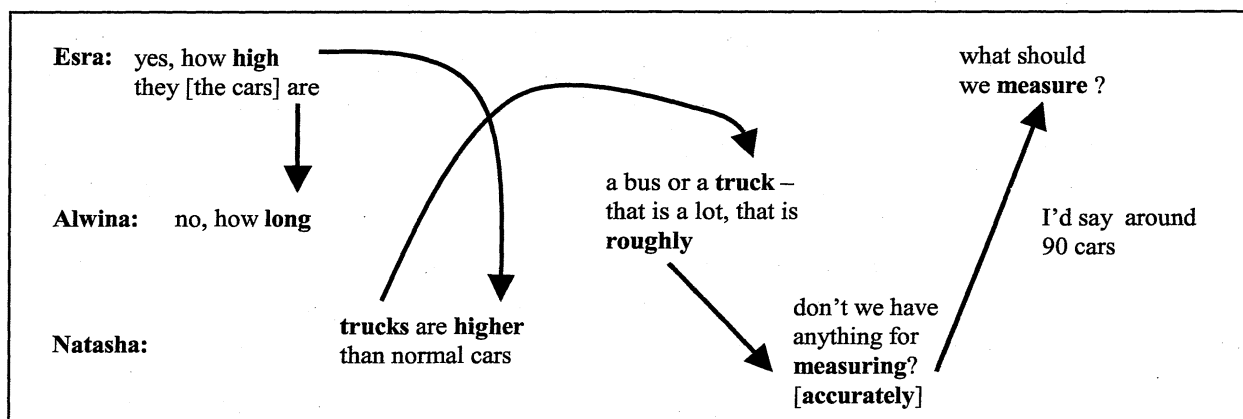 Esra: yes, how high
they [the cars] are
what should
we measure ?
Alwina: no, how long
a bus or a truck –
that is a lot, that is
roughly
I'd say around
90 cars
Natasha:
trucks are higher
than normal cars
don't we have
anything for
measuring?
[accurately]